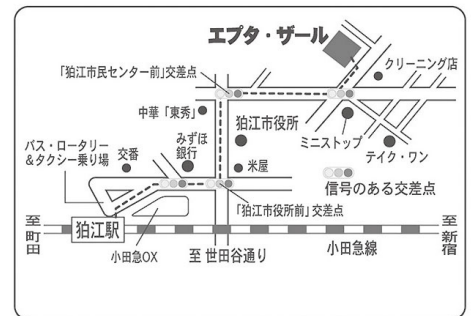 エプタ・ザール
クリーニング店
「狛江市民センター前」交差点
中華「東秀」
狛江市役所
ミニストップ
テイク・ワン
みずほ
銀行
バス・ロータリー
&タクシー乗り場
交番
米屋
信号のある交差点
「狛江市役所前」交差点
至町田
狛江駅
小田急OX
至 世田谷通り
小田急線
至新宿